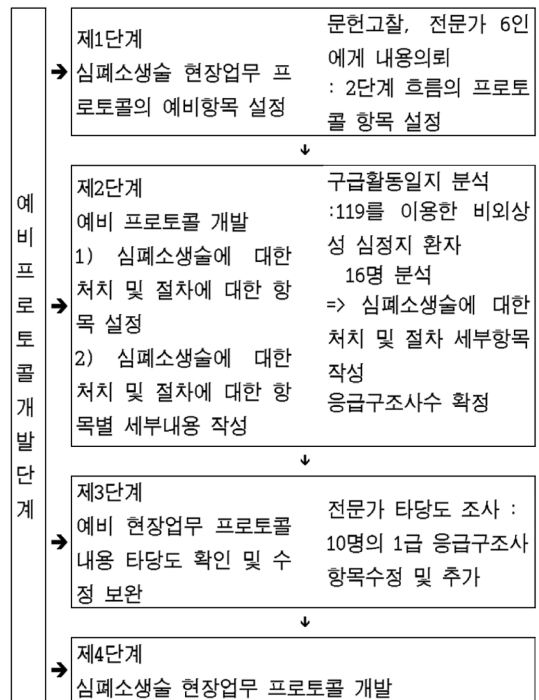 예
비
프
로
토
콜
개
발
단
계
제1단계
심폐소생술 현장업무 프
로토콜의 예비항목 설정
문헌고찰, 전문가 6인
에게 내용의뢰
: 2단계 흐름의 프로토
콜 항목 설정
제2단계
예비 프로토콜 개발
1) 심폐소생술에 대한
처치 및 절차에 대한 항
목 설정
2) 심폐소생술에 대한
처치 및 절차에 대한 항
목별 세부내용 작성
구급활동일지 분석
:119를 이용한 비외상
성 심정지 환자
16명 분석
=> 심폐소생술에 대한
처치 및 절차 세부항목
작성
응급구조사수 확정
제3단계
예비 현장업무 프로토콜
내용 타당도 확인 및 수
정 보완
전문가 타당도 조사 :
10명의 1급 응급구조사
항목수정 및 추가
제4단계
심폐소생술 현장업무 프로토콜 개발